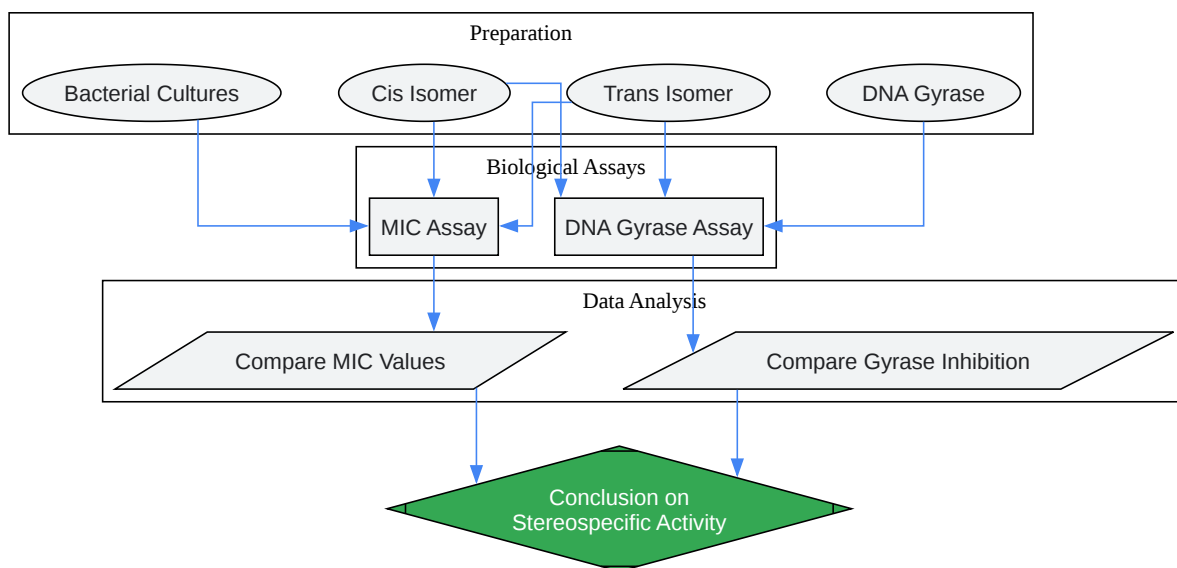 Preparation
Bacterial Cultures
Cis Isomer
Trans Isomer
DNA Gyrase
Biological Assays
MIC Assay
DNA Gyrase Assay
Data Analysis
Compare MIC Values
Compare Gyrase Inhibition
Conclusion on
Stereospecific Activity